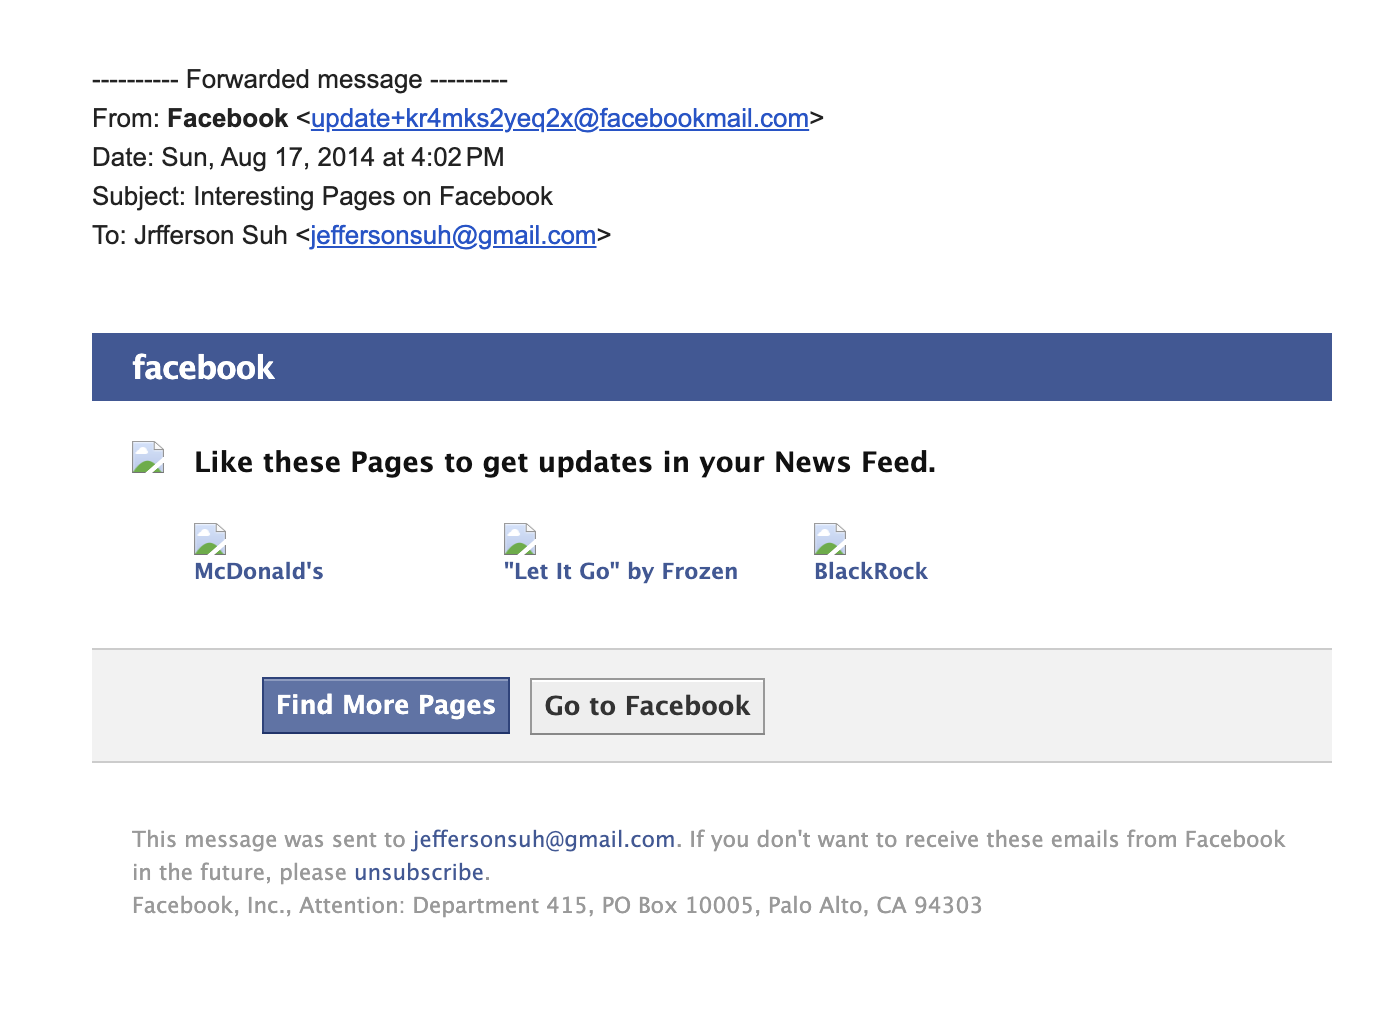 ---------- Forwarded message ---------
From: Facebook <update+kr4mks2yeq2x@facebookmail.com>
Date: Sun, Aug 17, 2014 at 4:02 PM
Subject: Interesting Pages on Facebook
To: Jrfferson Suh <jeffersonsuh@gmail.com>
facebook
Like these Pages to get updates in your News Feed.
McDonald's "Let It Go" by Frozen BlackRock
Find More Pages Go to Facebook
This message was sent to jeffersonsuh@gmail.com. If you don't want to receive these emails from Facebook
in the future, please unsubscribe.
Facebook, Inc., Attention: Department 415, PO Box 10005, Palo Alto, CA 94303